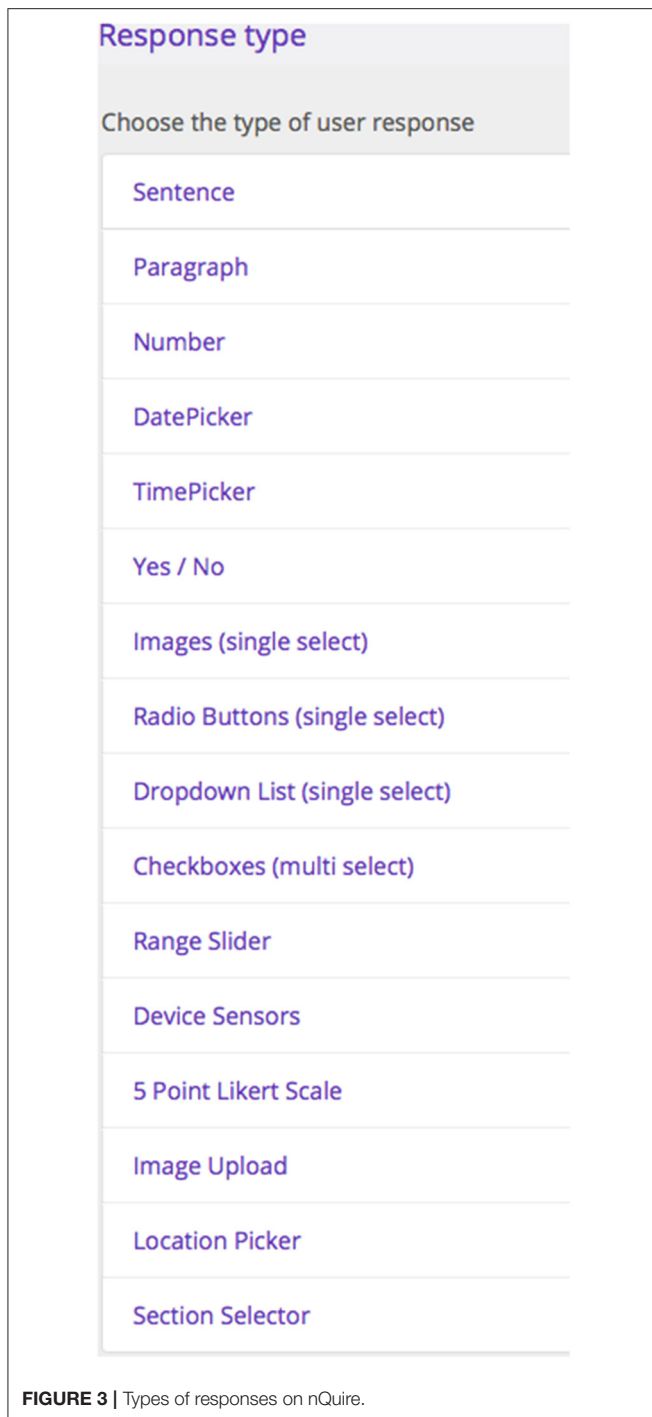 Response type
Choose the type of user response
Sentence
Paragraph
Number
DatePicker
TimePicker
Yes / No
Images (single select)
Radio Buttons (single select)
Dropdown List (single select)
Checkboxes (multi select)
Range Slider
Device Sensors
5 Point Likert Scale
Image Upload
Location Picker
Section Selector
FIGURE 3 | Types of responses on nQuire.